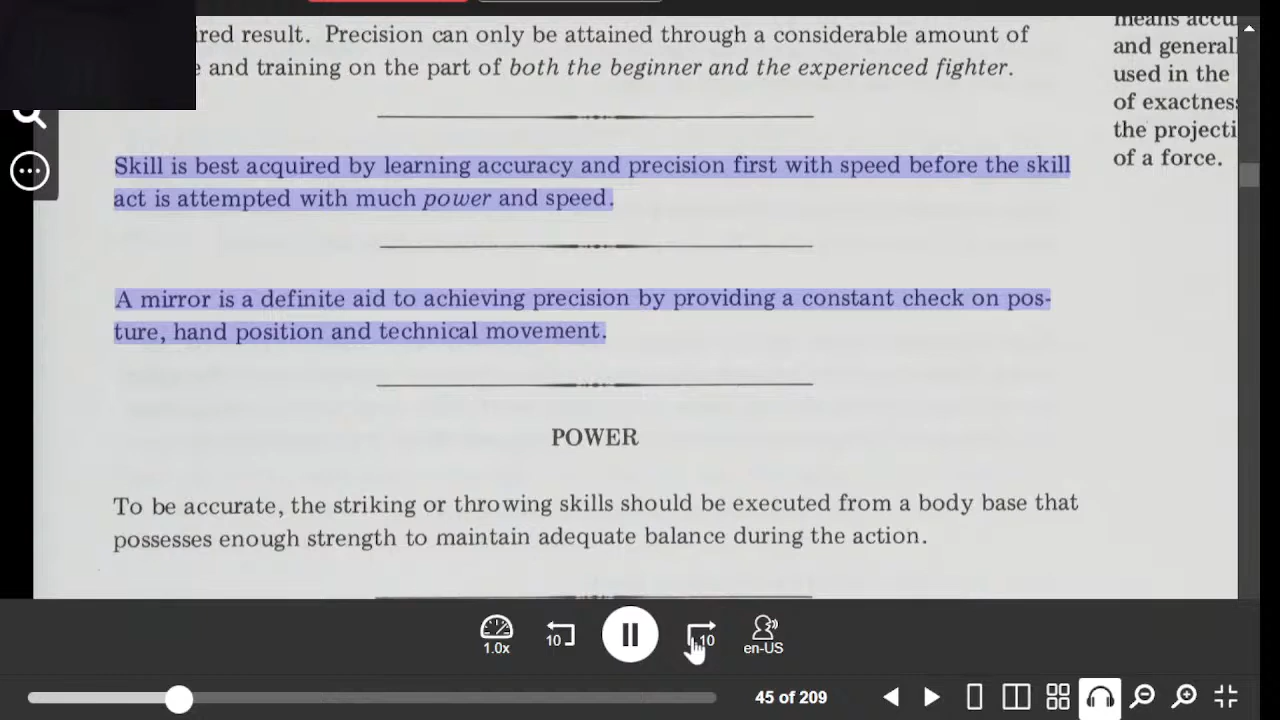 ired result. Precision can only be attained through a considerable amount of
and training on the part of both the beginner and the experienced fighter.
Skill is best acquired by learning accuracy and precision first with speed before the skill
act is attempted with much power and speed.
A mirror is a definite aid to achieving precision by providing a constant check on pos-
ture, hand position and technical movement.
POWER
To be accurate, the striking or throwing skills should be executed from a body base that
possesses enough strength to maintain adequate balance during the action.
means accu
and general
used in the
of exactness
the projecti
of a force.
1.0x
10
10
en-US
45 of 209